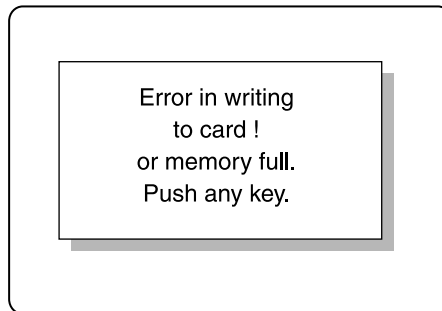 Error in writing
to card !
or memory full.
Push any key.